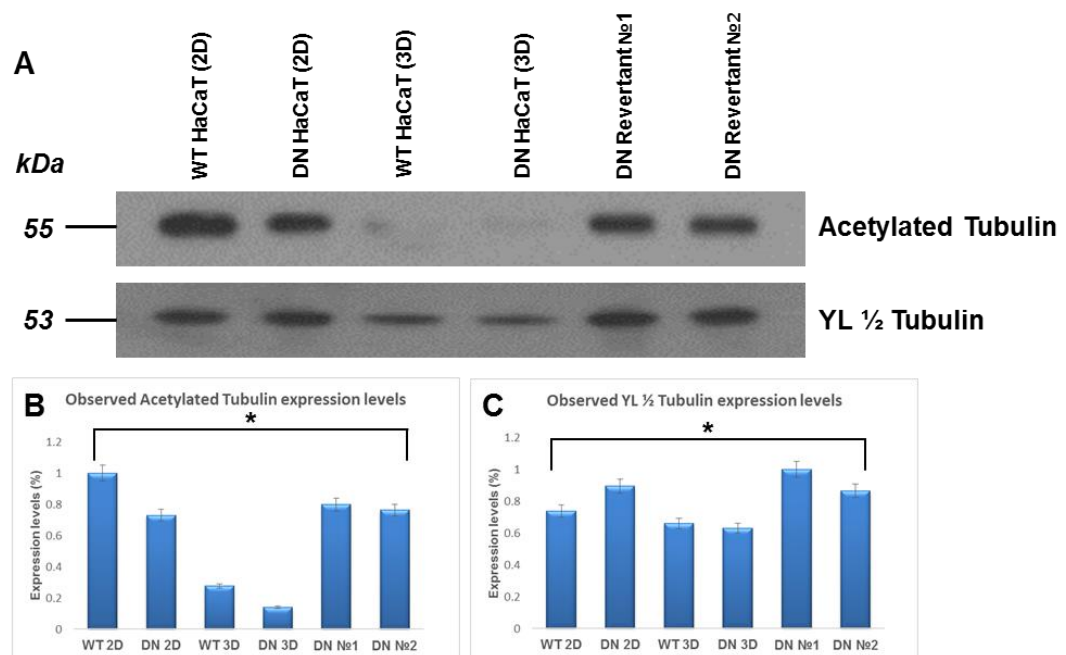 A
kDa
WT HaCaT (2D)
DN HaCaT (2D)
WT HaCaT (3D)
DN HaCaT (3D)
DN Revertant №1
DN Revertant №2
55
Acetylated Tubulin
53
YL ½ Tubulin
B
Observed Acetylated Tubulin expression levels
*
Expression levels (%)
1.2
1
0.8
0.6
0.4
0.2
0
WT 2D DN 2D WT 3D DN 3D DN №1 DN №2
C
Observed YL ½ Tubulin expression levels
*
Expression levels (%)
1.2
1
0.8
0.6
0.4
0.2
0
WT 2D DN 2D WT 3D DN 3D DN №1 DN №2